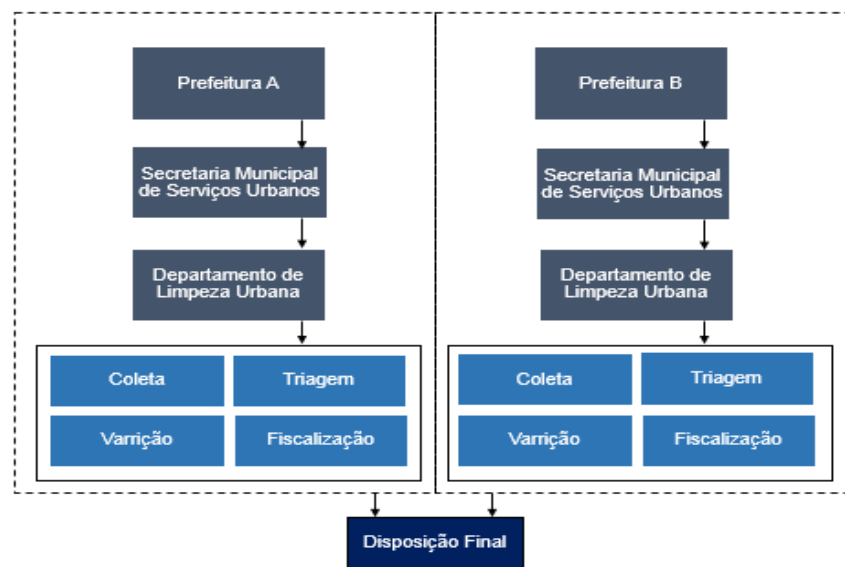 Prefeitura A
Secretaria Municipal
de Serviços Urbanos
Departamento de
Limpeza Urbana
Coleta
Triagem
Varrição
Fiscalização
Prefeitura B
Secretaria Municipal
de Serviços Urbanos
Departamento de
Limpeza Urbana
Coleta
Triagem
Varrição
Fiscalização
Disposição Final